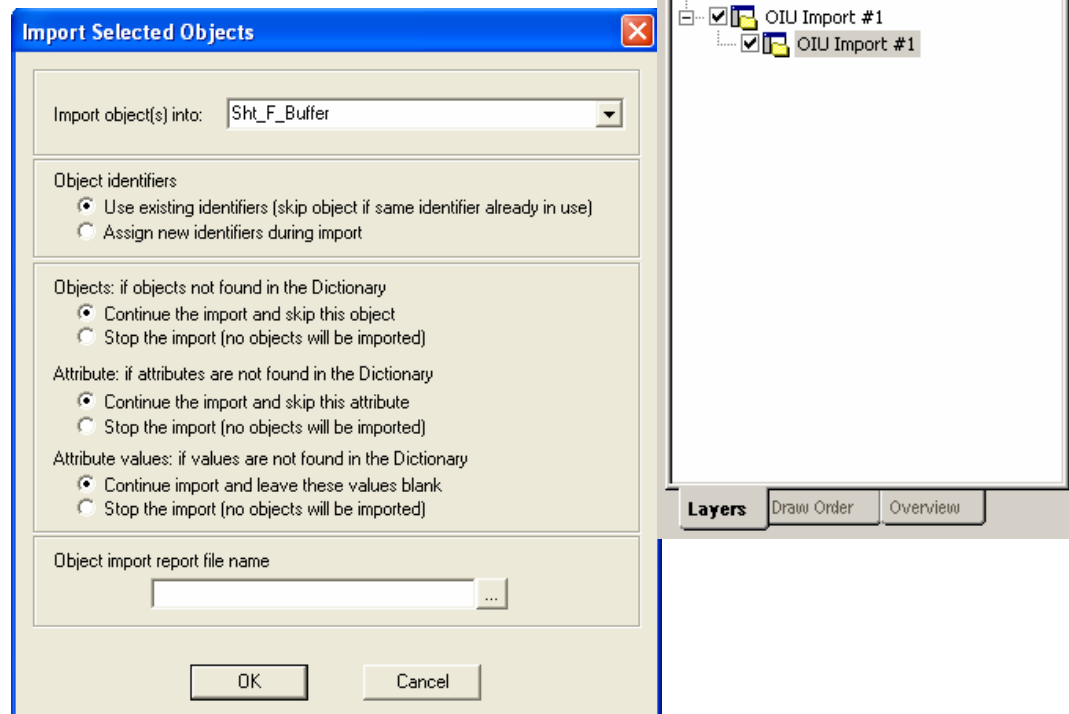 Import Selected Objects
Import object(s) into: Sht_F_Buffer
Object identifiers
Use existing identifiers (skip object if same identifier already in use)
Assign new identifiers during import
Objects: if objects not found in the Dictionary
Continue the import and skip this object
Stop the import (no objects will be imported)
Attribute: if attributes are not found in the Dictionary
Continue the import and skip this attribute
Stop the import (no objects will be imported)
Attribute values: if values are not found in the Dictionary
Continue import and leave these values blank
Stop the import (no objects will be imported)
Object import report file name
...
OK Cancel
OIU Import #1
OIU Import #1
Layers Draw Order Overview